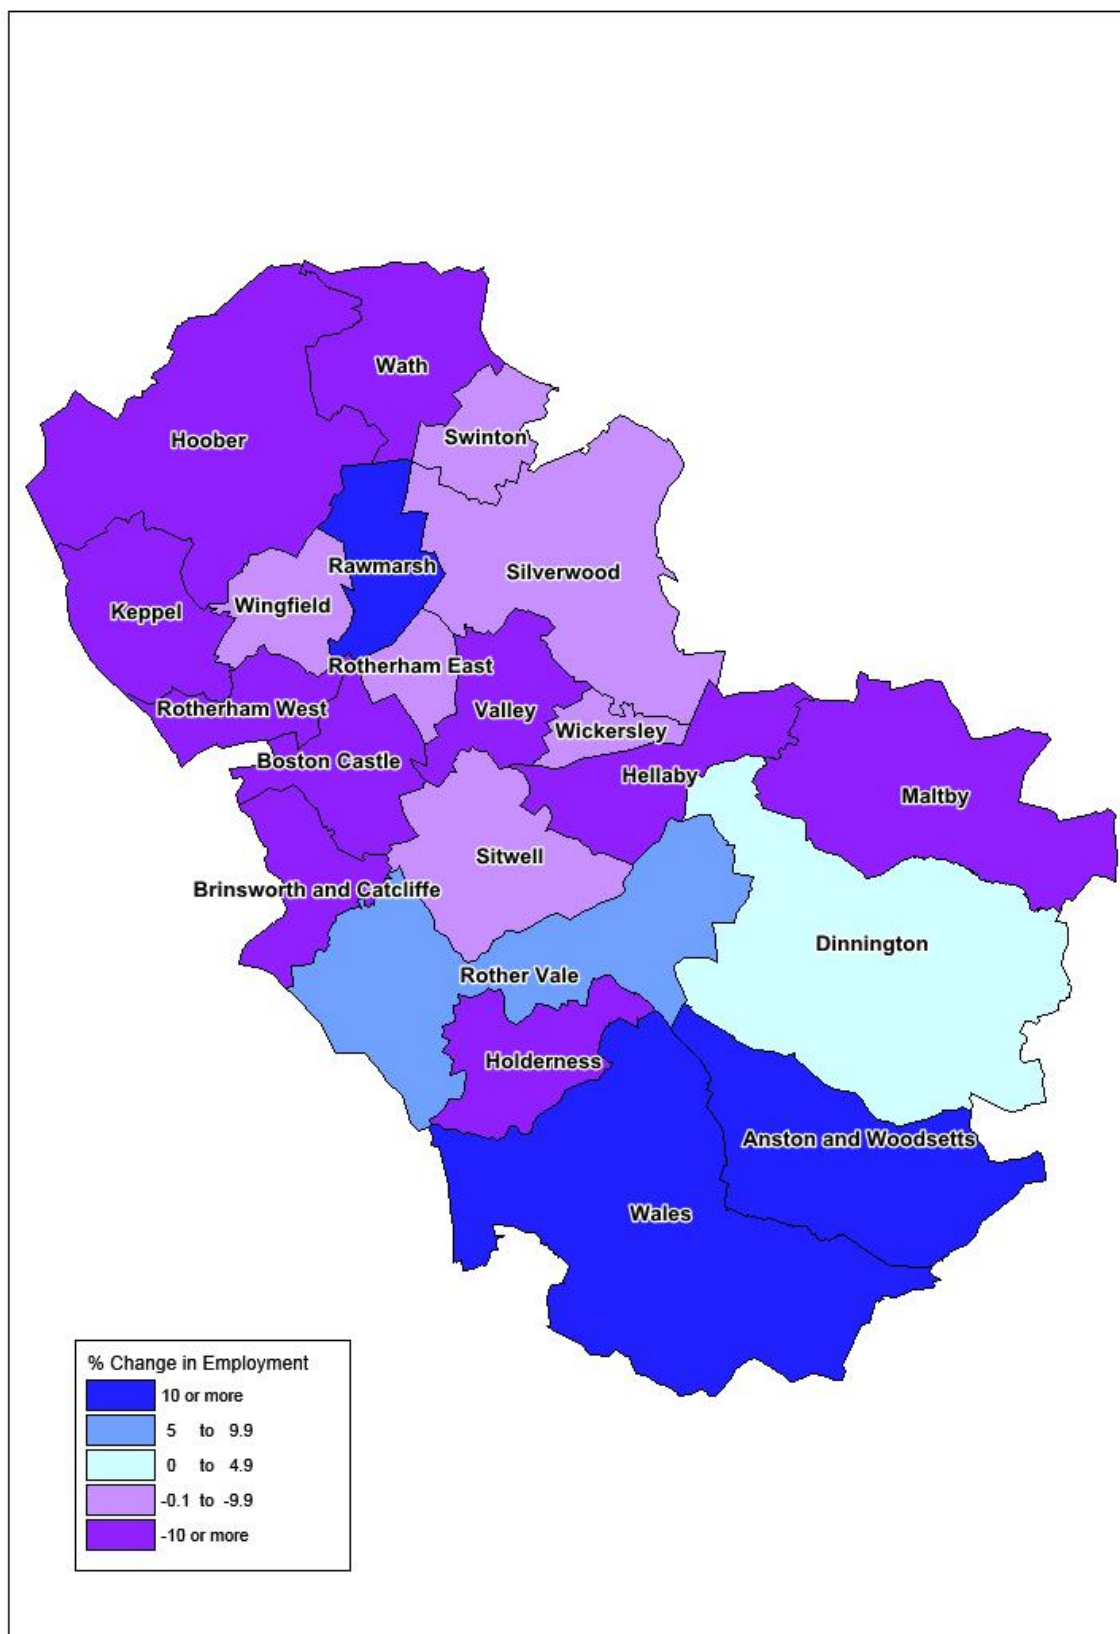 Wath
Swinton
Hoober
Rawmarsh
Silverwood
Wingfield
Keppel
Rotherham East
Rotherham West
Valley
Wickersley
Boston Castle
Hellaby
Maltby
Sitwell
Brinsworth and Catcliffe
Dinnington
Rother Vale
Holderness
Anston and Woodsetts
Wales
% Change in Employment
10 or more
5 to 9.9
0 to 4.9
-0.1 to -9.9
-10 or more